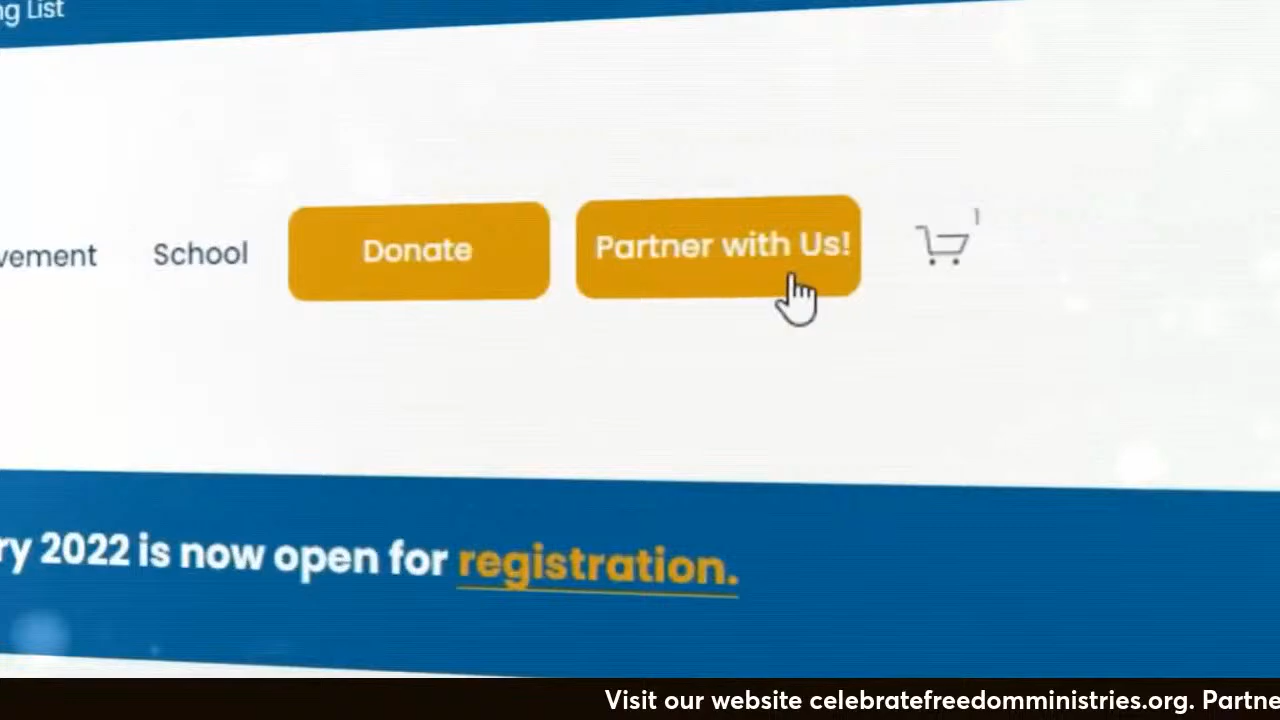 ng List
vement School Donate Partner with Us! 1
ry 2022 is now open for registration.
Visit our website celebratefreedomministries.org. Partne